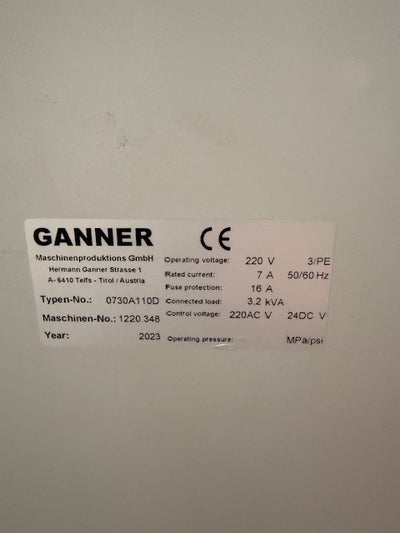 GANNER
CE
Maschinenproduktions GmbH
Hermann Ganner Strasse 1
A- 6410 Telfs - Tirol / Austria
Typen-No.: 0730A110D
Maschinen-No.: 1220.348
Year: 2023
Operating voltage: 220 V 3/PE
Rated current: 7 A 50/60 Hz
Fuse protection: 16 A
Connected load: 3,2 kVA
Control voltage: 220AC V 24DC V
Operating pressure: MPa/psi